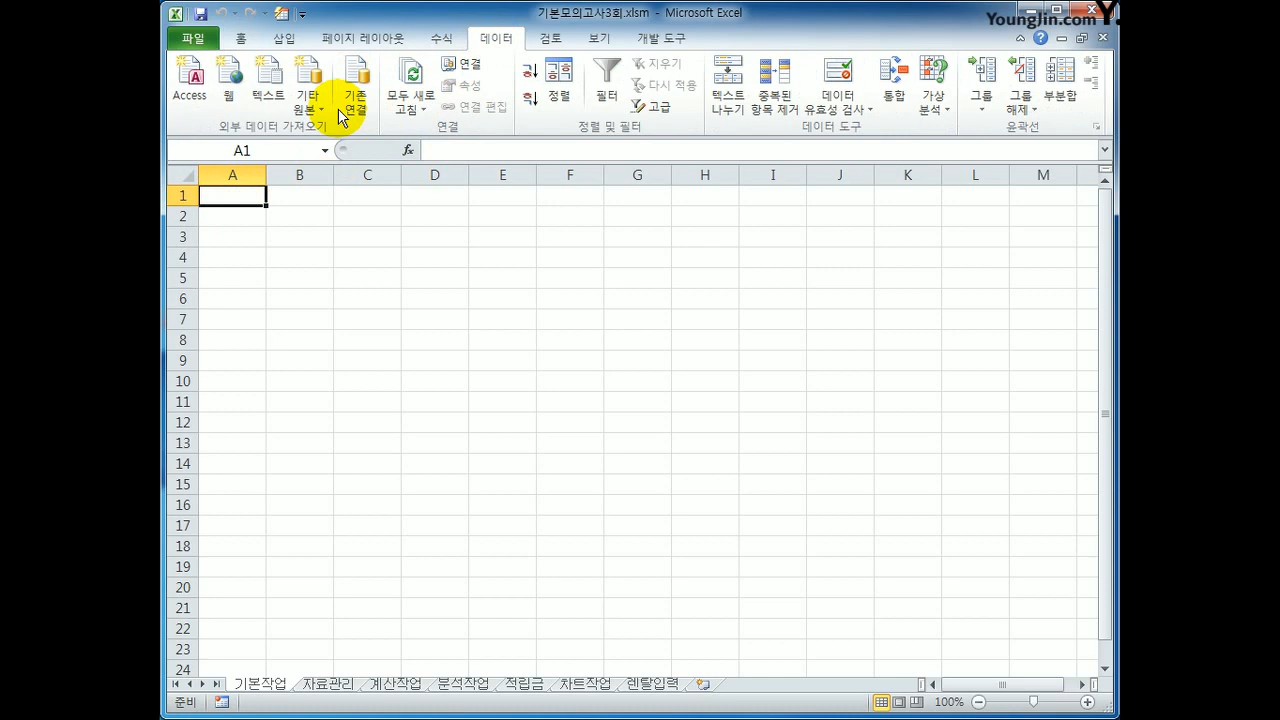 기본모의고사3회.xlsm - Microsoft Excel
YoungJin.com Y.
파일 홈 삽입 페이지 레이아웃 수식 데이터 검토 보기 개발 도구
Access 웹 텍스트 기타 원본 기존 연결 모두 새로 고침 연결 속성 연결 편집 정렬 필터 지우기 다시 적용 고급 텍스트 나누기 중복된 항목 제거 데이터 유효성 검사 통합 가상 분석 그룹 그룹 해제 부분합
외부 데이터 가져오기 연결 정렬 및 필터 데이터 도구 윤곽선
A1 fx
A B C D E F G H I J K L M
1
2
3
4
5
6
7
8
9
10
11
12
13
14
15
16
17
18
19
20
21
22
23
24
기본작업 자료관리 계산작업 분석작업 적립금 차트작업 렌탈입력
준비 100%